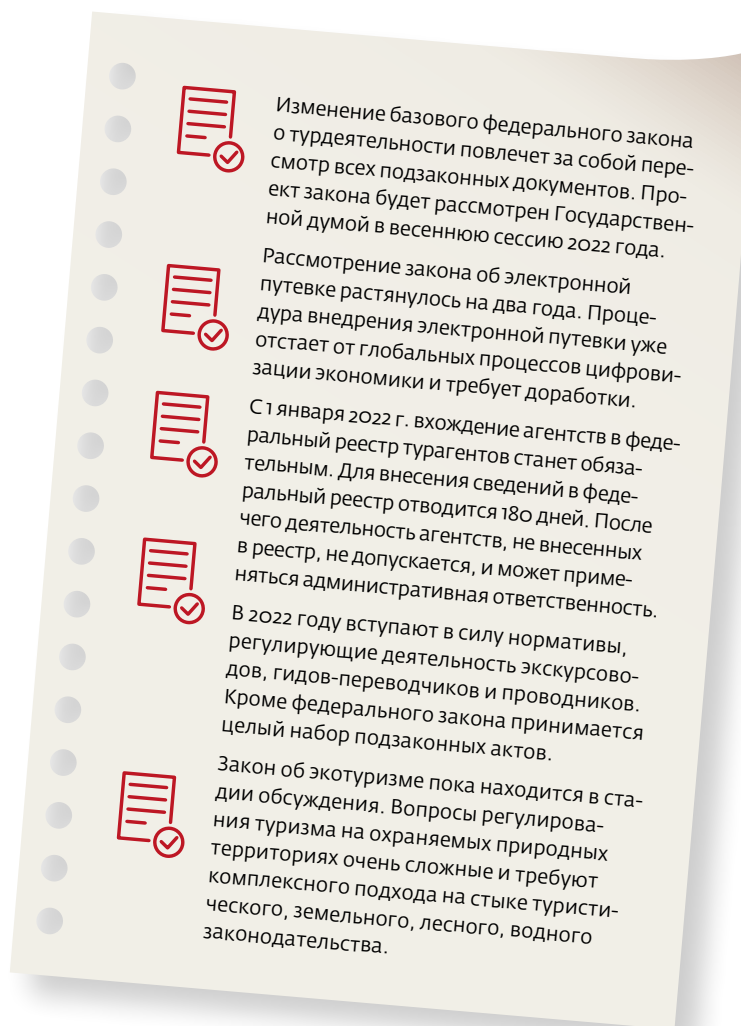 Изменение базового федерального закона
о турдеятельности повлечет за собой пере-
смотр всех подзаконных документов. Про-
ект закона будет рассмотрен Государствен-
ной думой в весеннюю сессию 2022 года.
Рассмотрение закона об электронной
путевке растянулось на два года. Проце-
дура внедрения электронной путевки уже
отстает от глобальных процессов цифрови-
зации экономики и требует доработки.
С 1 января 2022 г. вхождение агентств в феде-
ральный реестр турагентов станет обяза-
тельным. Для внесения сведений в феде-
ральный реестр отводится 180 дней. После
чего деятельность агентств, не внесенных
в реестр, не допускается, и может приме-
няться административная ответственность.
В 2022 году вступают в силу нормативы,
регулирующие деятельность экскурсово-
дов, гидов-переводчиков и проводников.
Кроме федерального закона принимается
целый набор подзаконных актов.
Закон об экотуризме пока находится в ста-
дии обсуждения. Вопросы регулирова-
ния туризма на охраняемых природных
территориях очень сложные и требуют
комплексного подхода на стыке туристи-
ческого, земельного, лесного, водного
законодательства.